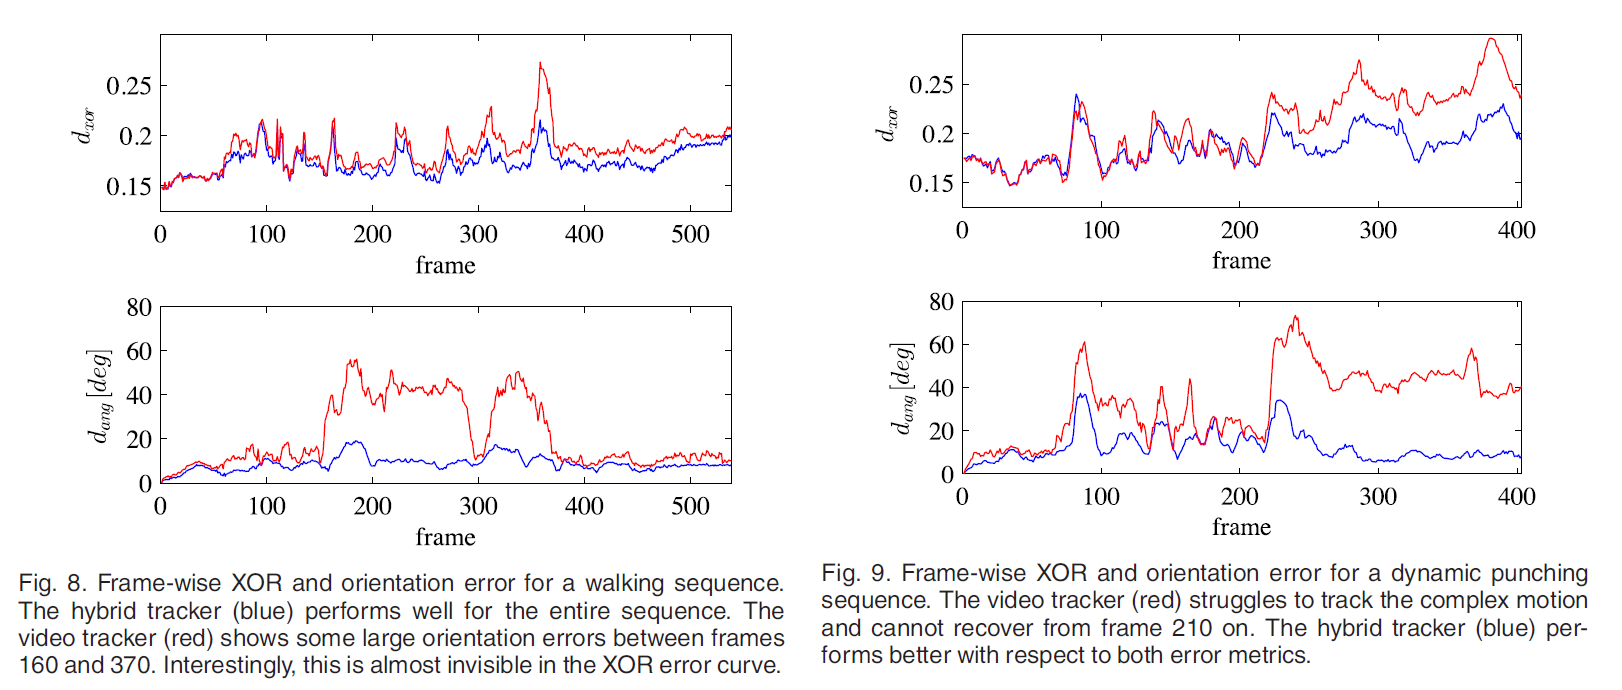 0.25
0.2
0.15
d_xor
0 100 200 300 400 500
frame
80
60
40
20
0
d_ang [deg]
0 100 200 300 400 500
frame
Fig. 8. Frame-wise XOR and orientation error for a walking sequence.
The hybrid tracker (blue) performs well for the entire sequence. The
video tracker (red) shows some large orientation errors between frames
160 and 370. Interestingly, this is almost invisible in the XOR error curve.
0.25
0.2
0.15
d_xor
0 100 200 300 400
frame
80
60
40
20
0
d_ang [deg]
0 100 200 300 400
frame
Fig. 9. Frame-wise XOR and orientation error for a dynamic punching
sequence. The video tracker (red) struggles to track the complex motion
and cannot recover from frame 210 on. The hybrid tracker (blue) per-
forms better with respect to both error metrics.